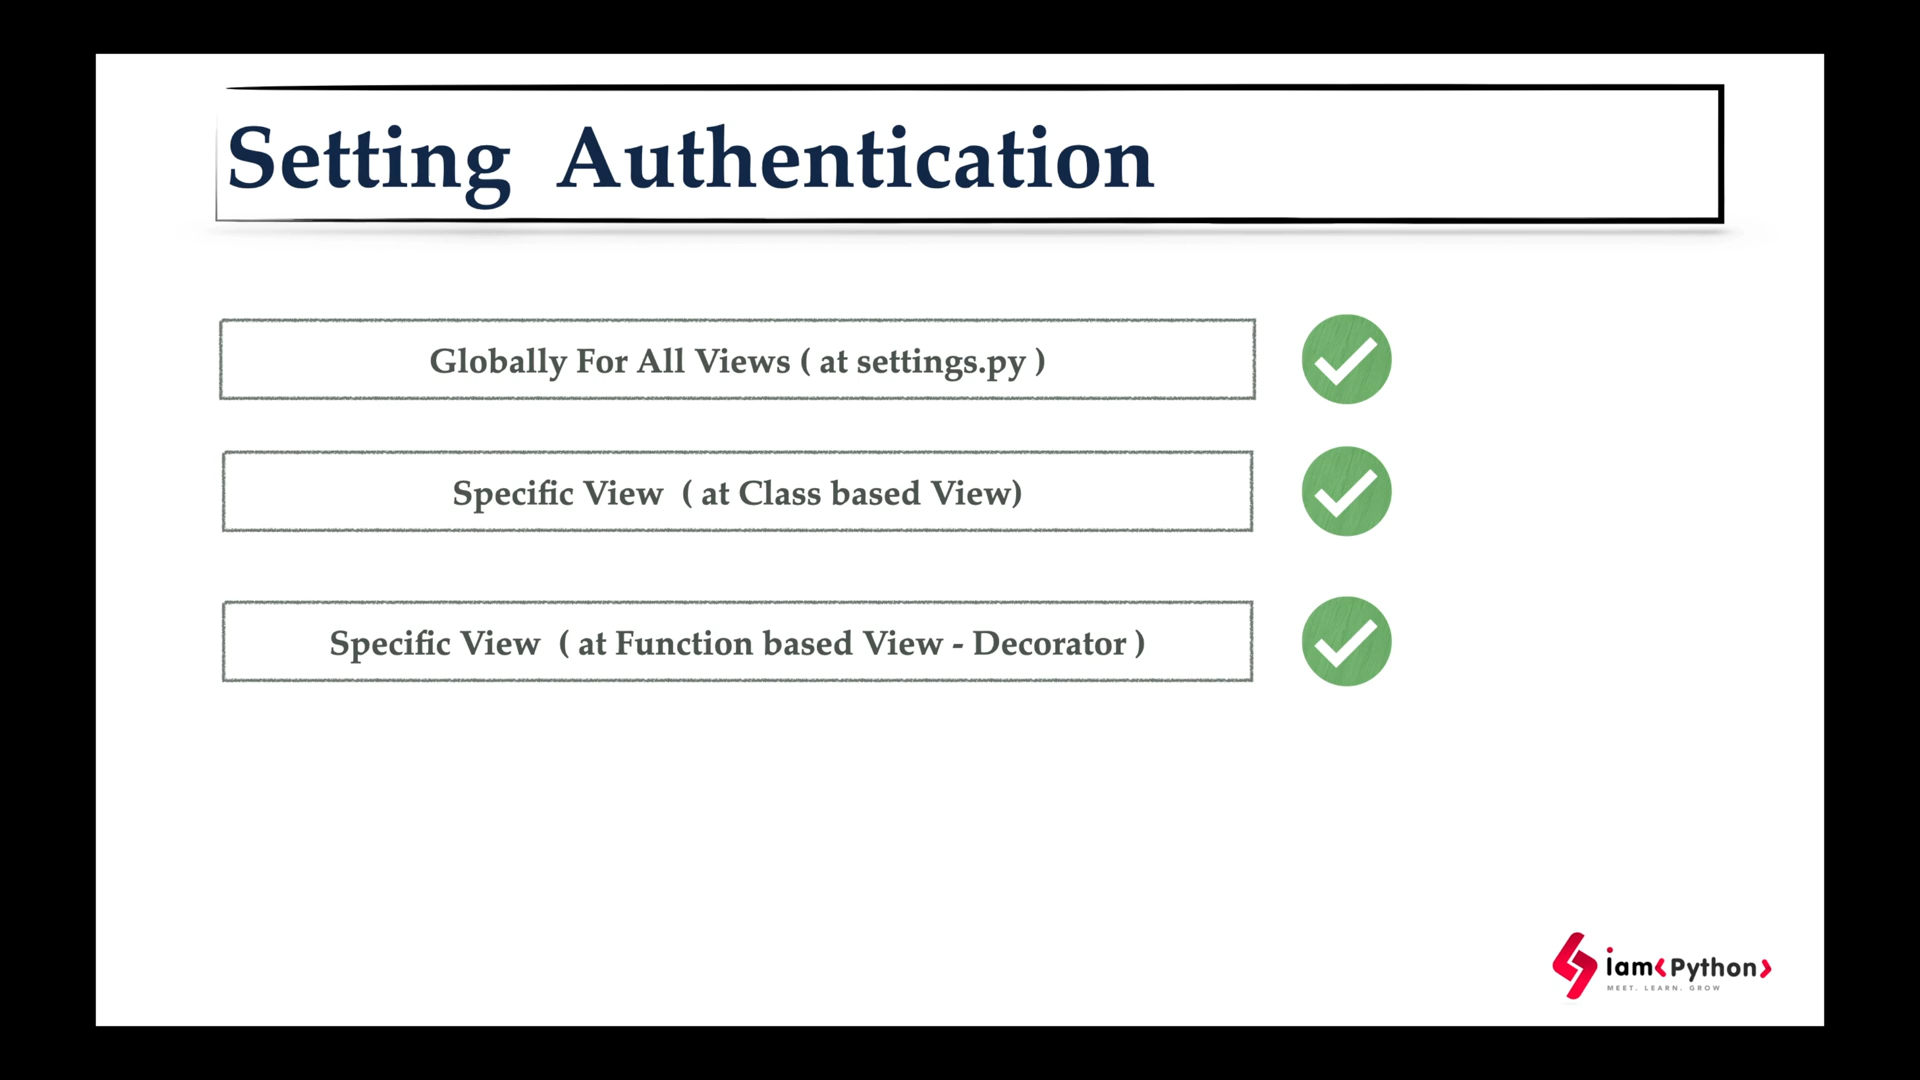 Setting Authentication
Globally For All Views ( at settings.py )
Specific View ( at Class based View)
Specific View ( at Function based View - Decorator )
iam<Python>
MEET. LEARN. GROW